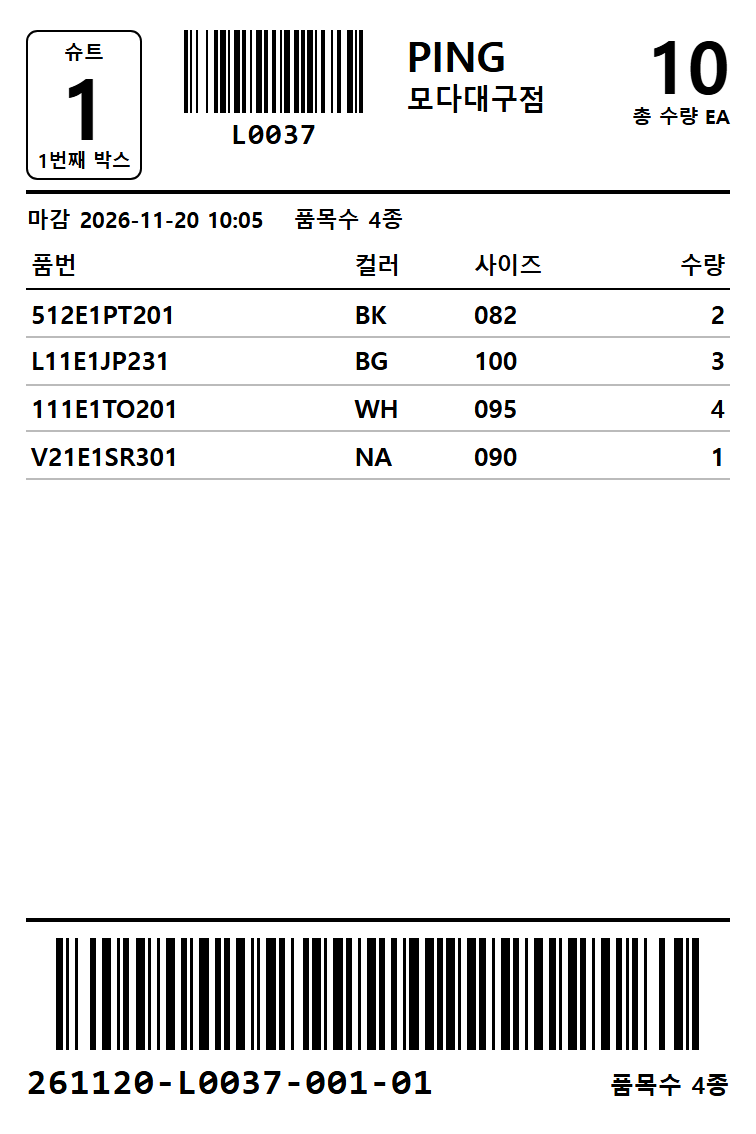 슈트
1
1번째 박스
L0037
PING
모다대구점
10
총 수량 EA
마감 2026-11-20 10:05 품목수 4종
품번 컬러 사이즈 수량
512E1PT201 BK 082 2
L11E1JP231 BG 100 3
111E1TO201 WH 095 4
V21E1SR301 NA 090 1
261120-L0037-001-01 품목수 4종